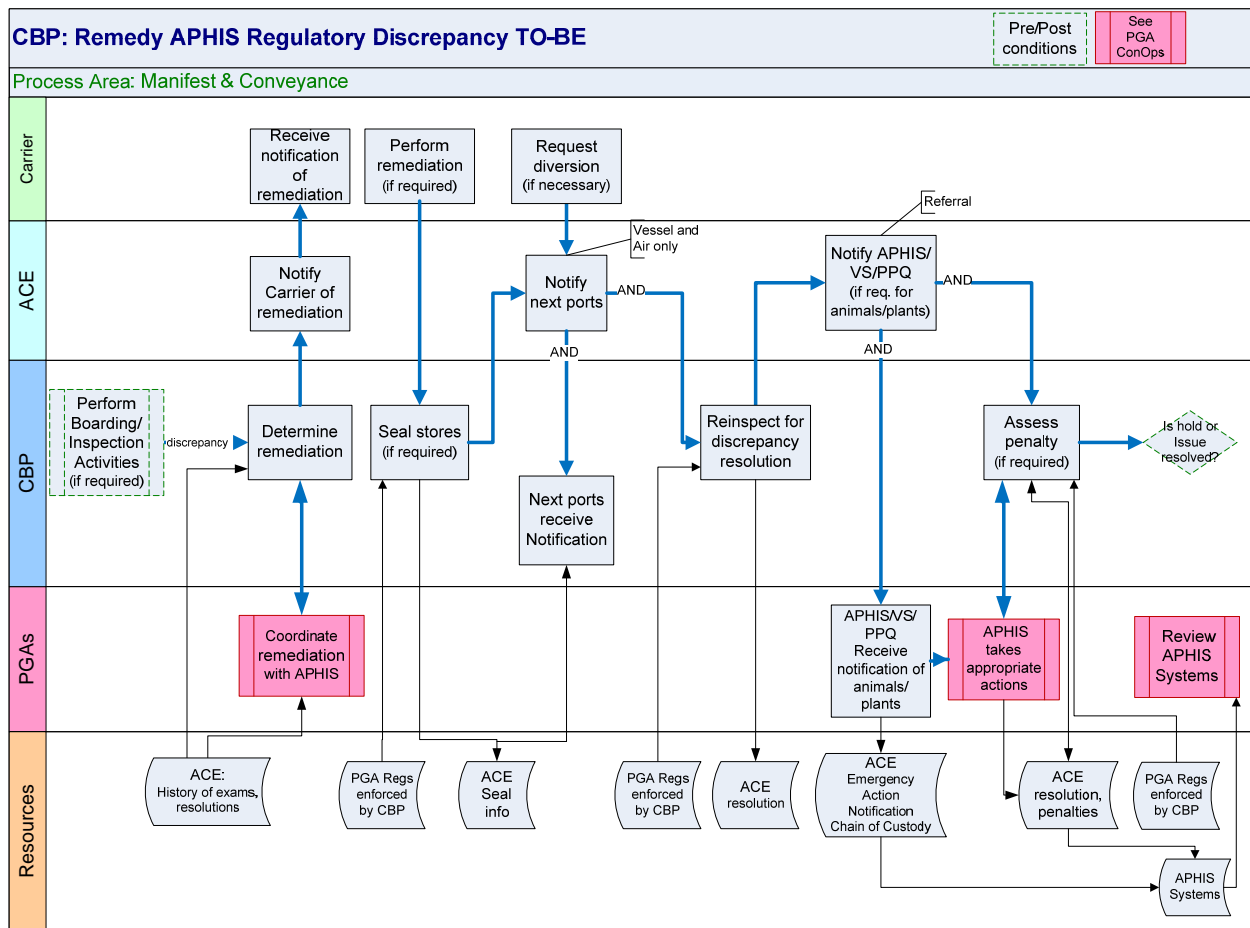 CBP: Remedy APHIS Regulatory Discrepancy TO-BE
Pre/Post
conditions
See
PGA
ConOps
Process Area: Manifest & Conveyance
Carrier
Receive
notification
of
remediation
Perform
remediation
(if required)
Request
diversion
(if necessary)
Referral
Vessel and
Air only
ACE
Notify
Carrier of
remediation
Notify
next ports
AND
AND
Notify APHIS/
VS/PPQ
(if req. for
animals/plants)
AND
AND
CBP
Perform
Boarding/
Inspection
Activities
(if required)
discrepancy
Determine
remediation
Seal stores
(if required)
Next ports
receive
Notification
Reinspect for
discrepancy
resolution
Assess
penalty
(if required)
Is hold or
Issue
resolved?
PGAs
Coordinate
remediation
with APHIS
APHIS/VS/
PPQ
Receive
notification of
animals/
plants
APHIS
takes
appropriate
actions
Review
APHIS
Systems
Resources
ACE:
History of exams,
resolutions
PGA Regs
enforced
by CBP
ACE
Seal
info
PGA Regs
enforced
by CBP
ACE
resolution
ACE
Emergency
Action
Notification
Chain of Custody
ACE
resolution,
penalties
PGA Regs
enforced
by CBP
APHIS
Systems